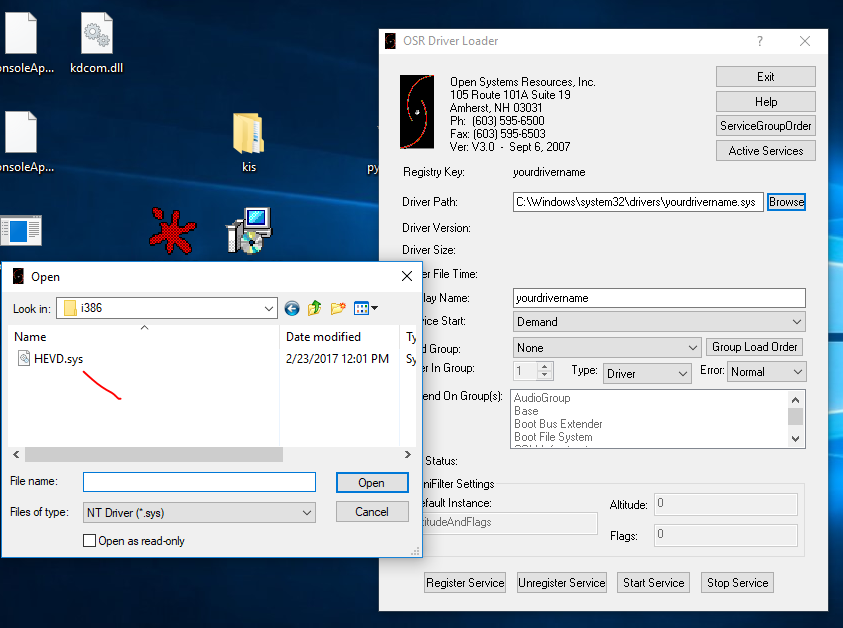 onsoleAp...
kdcom.dll
onsoleAp...
kis
py
OSR Driver Loader
?
Open Systems Resources, Inc.
105 Route 101A Suite 19
Amherst, NH 03031
Ph: (603) 595-6500
Fax: (603) 595-6503
Ver: V3.0 - Sept 6, 2007
Exit
Help
ServiceGroupOrder
Active Services
Registry Key: yourdrivername
Driver Path: C:\Windows\system32\drivers\yourdrivername.sys Browse
Driver Version:
Driver Size:
er File Time:
lay Name: yourdrivername
ice Start: Demand
d Group: None Group Load Order
er In Group: 1 Type: Driver Error: Normal
end On Group(s): AudioGroup
Base
Boot Bus Extender
Boot File System
Status:
niFilter Settings
efault Instance: Altitude: 0
titudeAndFlags Flags: 0
Register Service Unregister Service Start Service Stop Service
Open
Look in: i386
Name Date modified Ty
HEVD.sys 2/23/2017 12:01 PM Sy
File name: Open
Files of type: NT Driver (*.sys) Cancel
Open as read-only